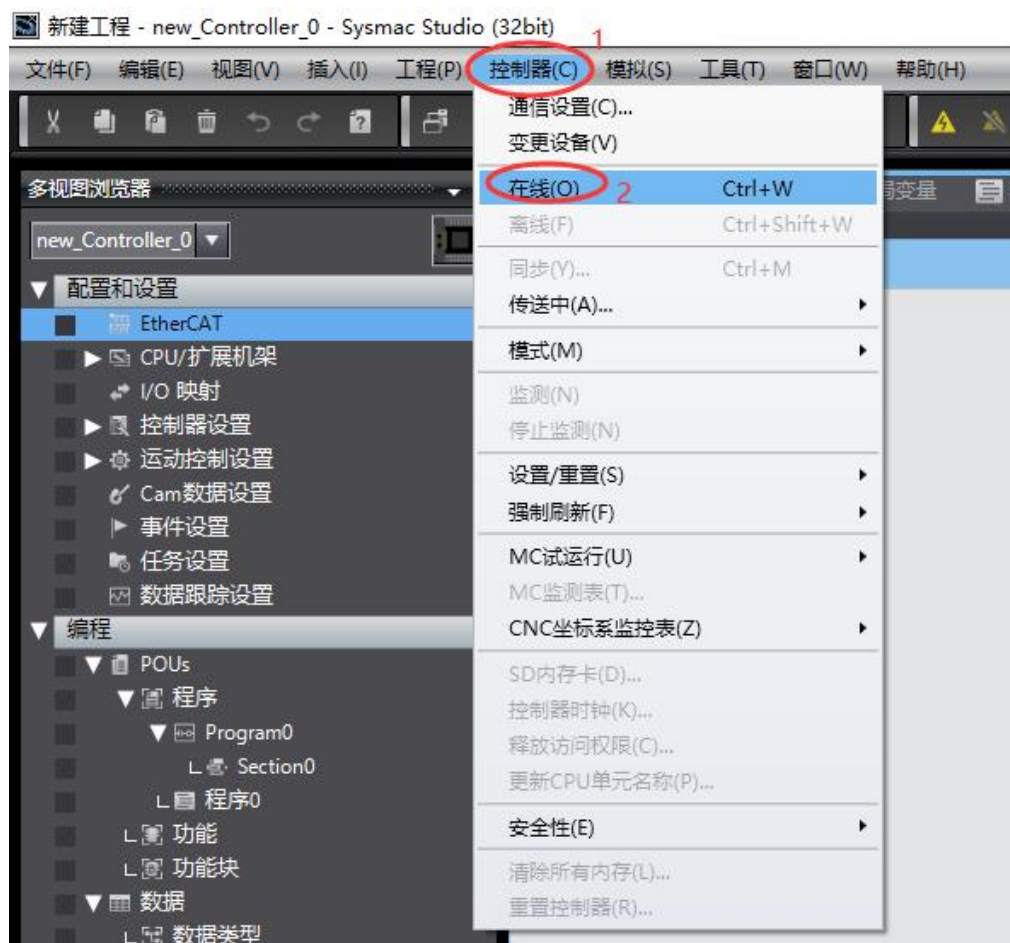 新建工程 - new_Controller_0 - Sysmac Studio (32bit)
1
文件(F) 编辑(E) 视图(V) 插入(I) 工程(P) 控制器(C) 模拟(S) 工具(T) 窗口(W) 帮助(H)
通信设置(C)...
变更设备(V)
在线(O) 2 Ctrl+W
离线(F) Ctrl+Shift+W
同步(Y)... Ctrl+M
传送中(A)...
模式(M)
监测(N)
停止监测(N)
设置/重置(S)
强制刷新(F)
MC试运行(U)
MC监测表(T)...
CNC坐标系监控表(Z)
SD内存卡(D)...
控制器时钟(K)...
释放访问权限(C)...
更新CPU单元名称(P)...
安全性(E)
清除所有内存(L)...
重置控制器(R)...
变量
多视图浏览器
new_Controller_0
配置和设置
EtherCAT
CPU/扩展机架
I/O 映射
控制器设置
运动控制设置
Cam数据设置
事件设置
任务设置
数据跟踪设置
编程
POUs
程序
Program0
Section0
程序0
功能
功能块
数据
数据类型